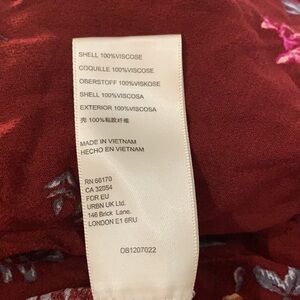 SHELL 100%VISCOSE
COQUILLE 100%VISCOSE
OBERSTOFF 100%VISKOSE
SHELL 100%VISCOSA
EXTERIOR 100%VISCOSA
壳 100%黏胶纤维
MADE IN VIETNAM
HECHO EN VIETNAM
RN 66170
CA 32054
FOR EU
URBN UK Ltd.
146 Brick Lane.
LONDON E1 6RU
OB1207022